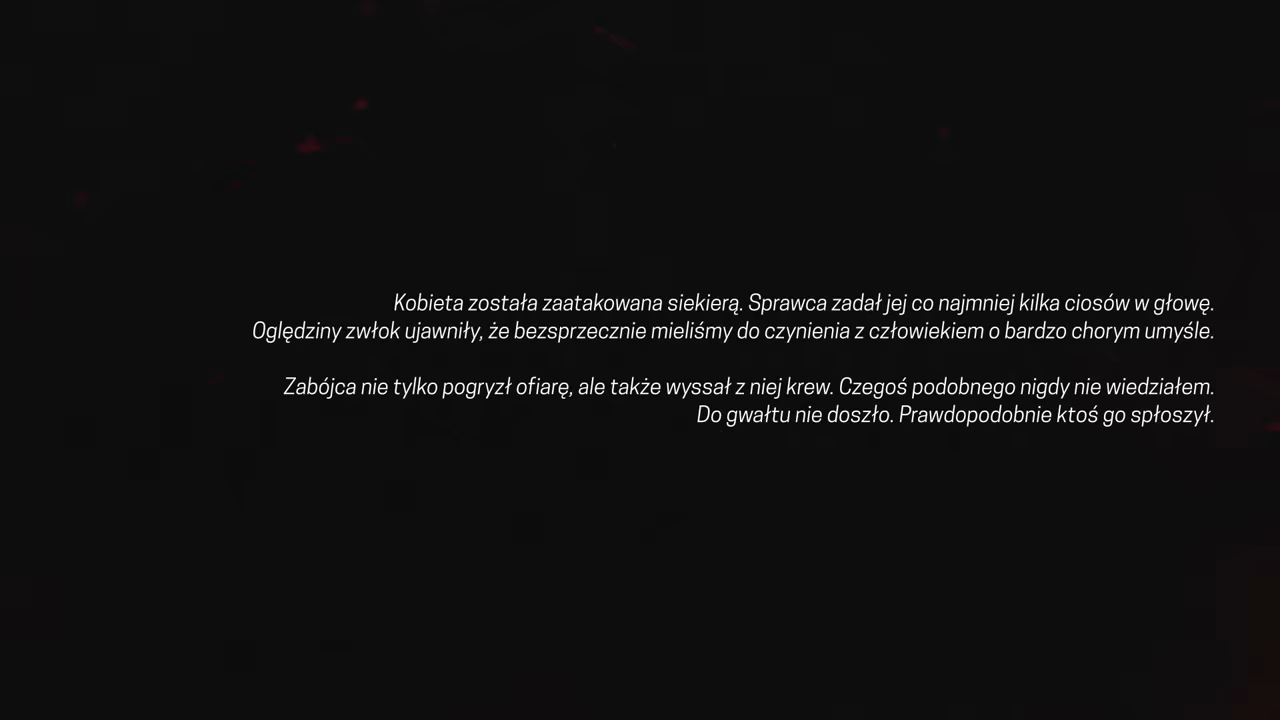 Kobieta została zaatakowana siekierą. Sprawca zadał jej co najmniej kilka ciosów w głowę.
Oględziny zwłok ujawniły, że bezsprzecznie mieliśmy do czynienia z człowiekiem o bardzo chorym umyśle.
Zabójca nie tylko pogryzł ofiarę, ale także wyssał z niej krew. Czegoś podobnego nigdy nie wiedziałem.
Do gwałtu nie doszło. Prawdopodobnie ktoś go spłoszył.